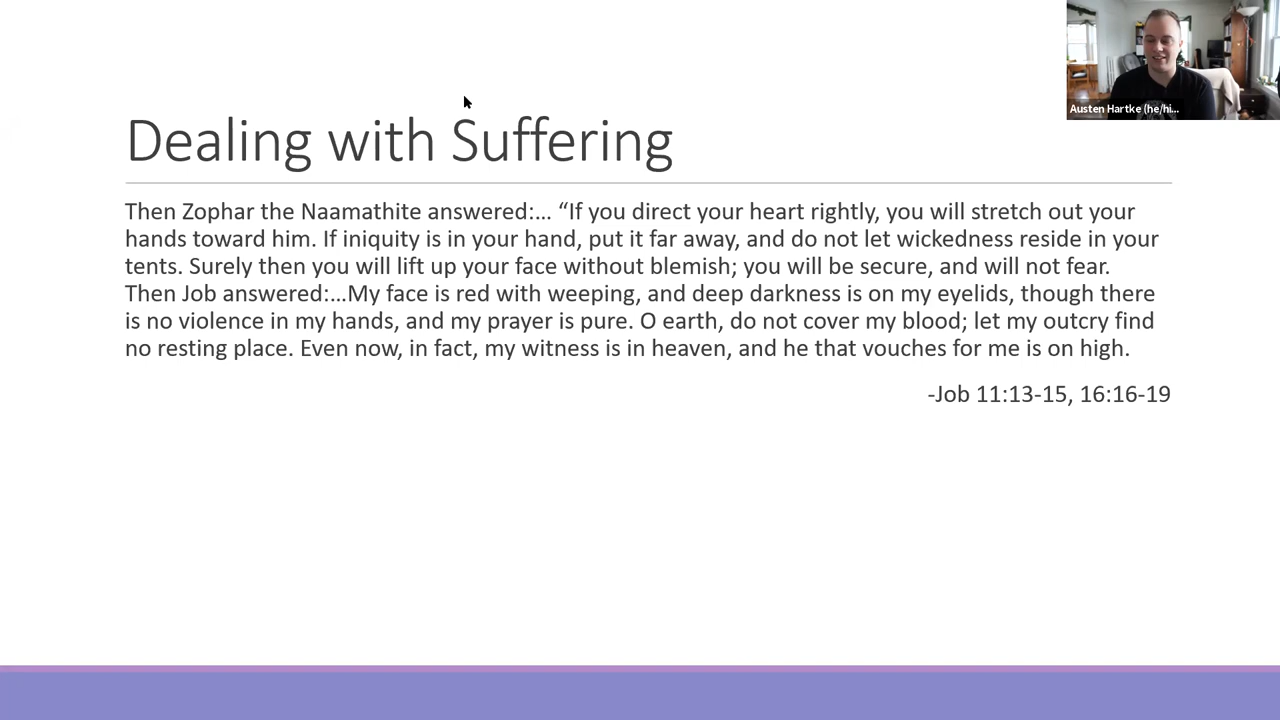 Austen Hartke (he/hi...
Dealing with Suffering
Then Zophar the Naamathite answered:... “If you direct your heart rightly, you will stretch out your
hands toward him. If iniquity is in your hand, put it far away, and do not let wickedness reside in your
tents. Surely then you will lift up your face without blemish; you will be secure, and will not fear.
Then Job answered:...My face is red with weeping, and deep darkness is on my eyelids, though there
is no violence in my hands, and my prayer is pure. O earth, do not cover my blood; let my outcry find
no resting place. Even now, in fact, my witness is in heaven, and he that vouches for me is on high.
-Job 11:13-15, 16:16-19